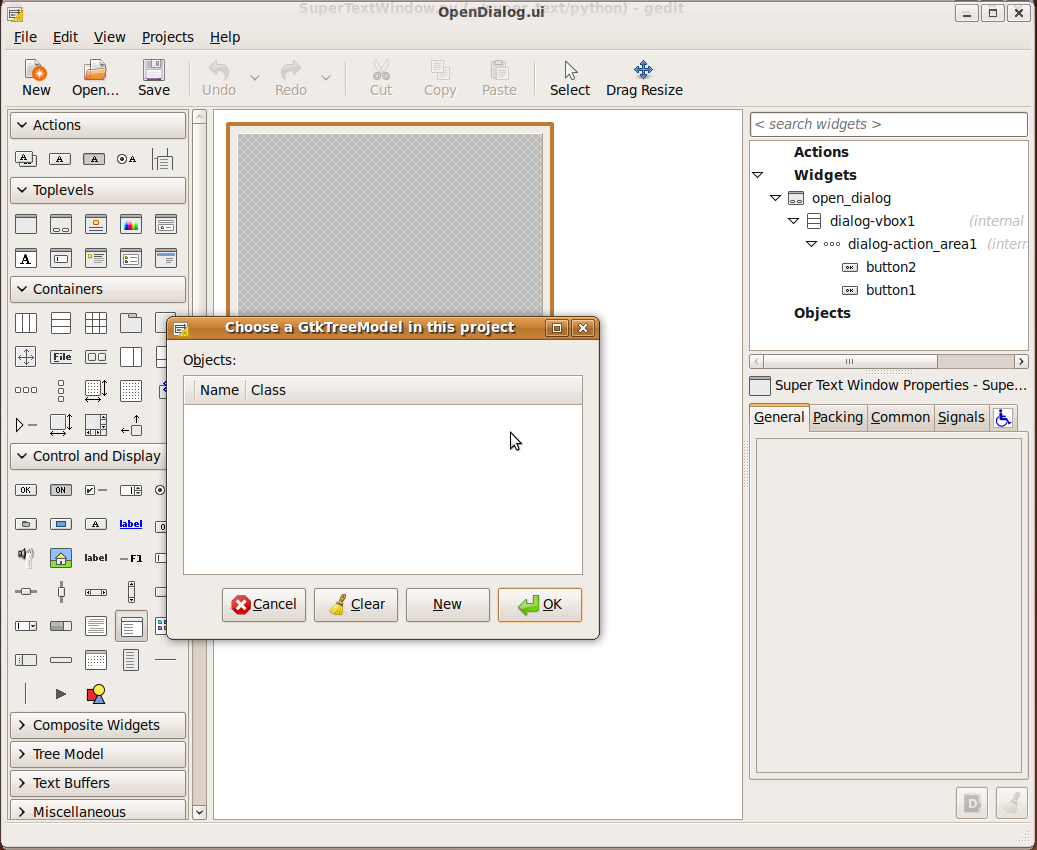 SuperTextWindow.py (~/super_text/python) - gedit
OpenDialog.ui
File Edit View Projects Help
New Open... Save Undo Redo Cut Copy Paste Select Drag Resize
Actions
Toplevels
Containers
File
Control and Display
OK ON
label
label F1
Composite Widgets
Tree Model
Text Buffers
Miscellaneous
Choose a GtkTreeModel in this project
Objects:
Name Class
Cancel Clear New OK
< search widgets >
Actions
Widgets
open_dialog
dialog-vbox1 (internal
dialog-action_area1 (intern
button2
button1
Objects
Super Text Window Properties - Supe...
General Packing Common Signals
D